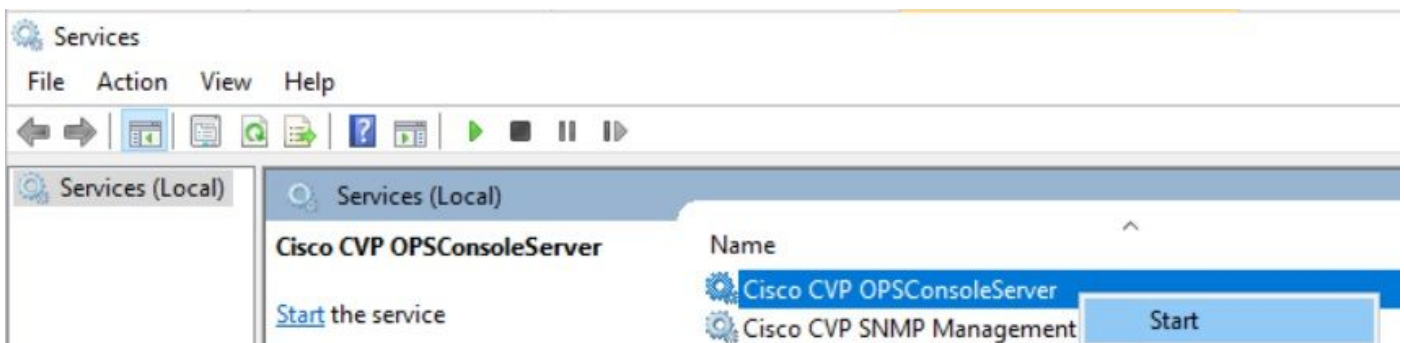 Services
File Action View Help
Services (Local)
Services (Local)
Cisco CVP OPSConsoleServer
Start the service
Name
Cisco CVP OPSConsoleServer
Cisco CVP SNMP Management
Start